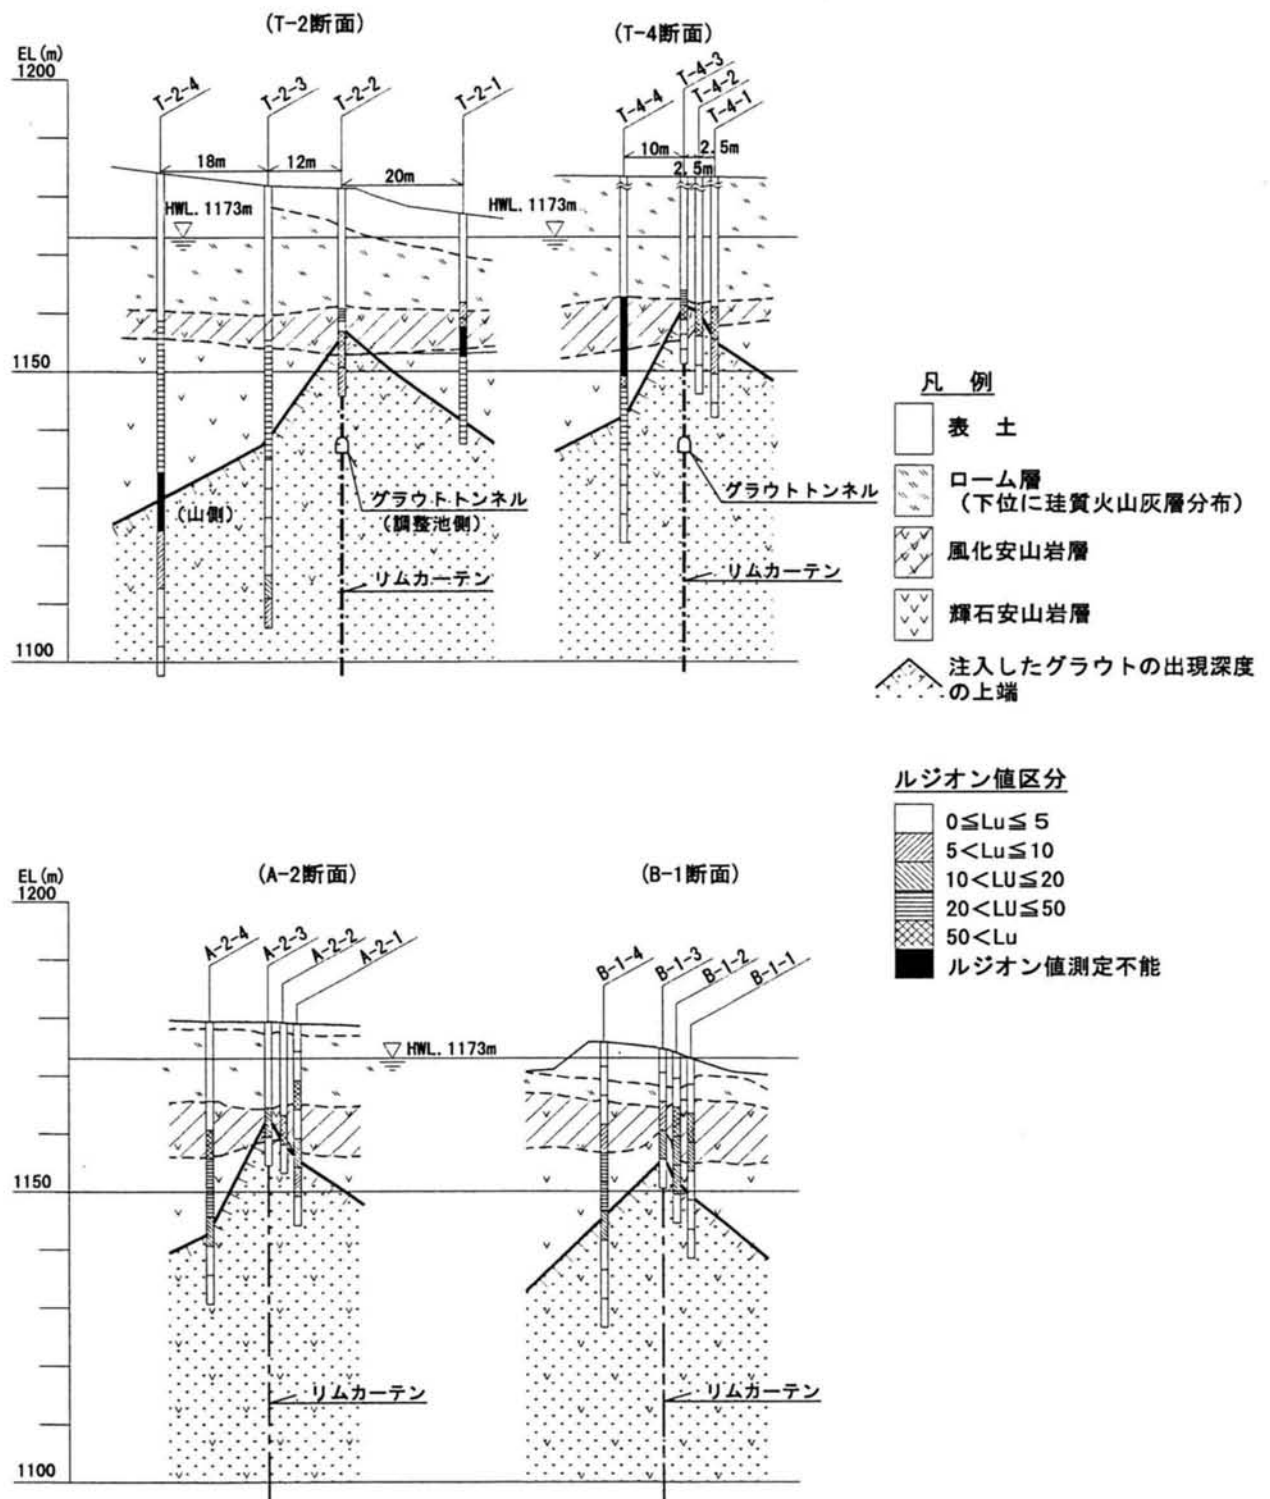 (T-2断面)
(T-4断面)
EL(m)
1200
T-2-4
T-2-3
T-2-2
T-2-1
T-4-4
T-4-3
T-4-2
T-4-1
18m
12m
20m
10m
2.5m
2.5m
HWL. 1173m
HWL. 1173m
1150
グラウトトンネル
(山側)
(調整池側)
リムカーテン
グラウトトンネル
リムカーテン
1100
凡 例
表 土
ローム層
(下位に珪質火山灰層分布)
風化安山岩層
輝石安山岩層
注入したグラウトの出現深度
の上端
ルジオン値区分
0≦Lu≦5
5<Lu≦10
10<LU≦20
20<LU≦50
50<Lu
ルジオン値測定不能
(A-2断面)
(B-1断面)
EL(m)
1200
A-2-4
A-2-3
A-2-2
A-2-1
B-1-4
B-1-3
B-1-2
B-1-1
HWL. 1173m
1150
リムカーテン
リムカーテン
1100